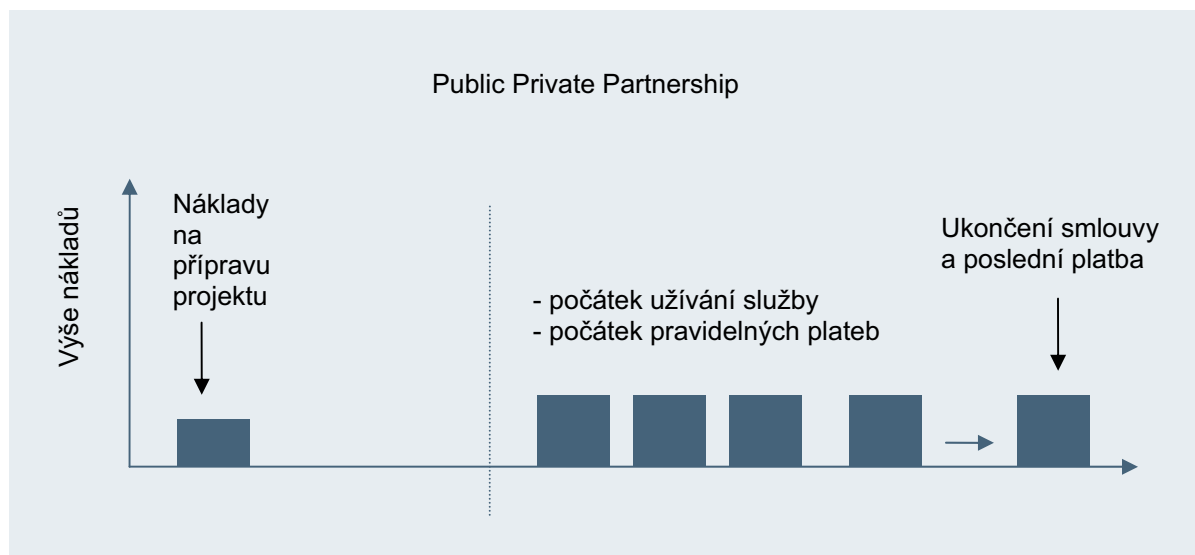 Public Private Partnership
Výše nákladů
Náklady
na
přípravu
projektu
- počátek užívání služby
- počátek pravidelných plateb
Ukončení smlouvy
a poslední platba